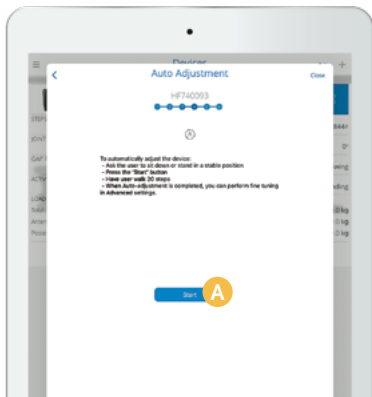 Devices
Auto Adjustment
Close
HF740093
To automatically adjust the device:
- Ask the user to sit down or stand in a stable position
- Press the "Start" button
- Have user walk 20 steps
- When Auto-adjustment is completed, you can perform fine tuning
in Advanced settings.
Start
A